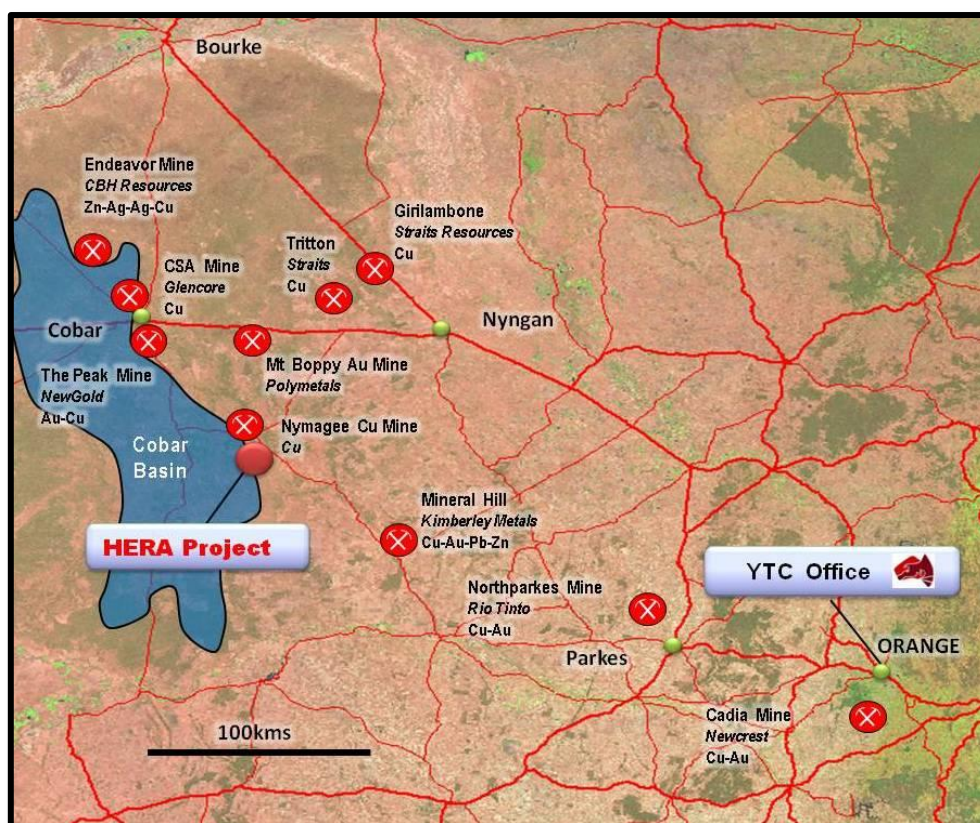 Bourke
Endeavor Mine
CBH Resources
Zn-Ag-Ag-Cu
Girilambone
Straits Resources
Cu
Tritton
Straits
Cu
CSA Mine
Glencore
Cu
Cobar
Nyngan
The Peak Mine
NewGold
Au-Cu
Mt Boppy Au Mine
Polymetals
Nymagee Cu Mine
Cu
Cobar
Basin
HERA Project
Mineral Hill
Kimberley Metals
Cu-Au-Pb-Zn
YTC Office
Northparkes Mine
Rio Tinto
Cu-Au
Parkes
ORANGE
Cadia Mine
Newcrest
Cu-Au
100kms